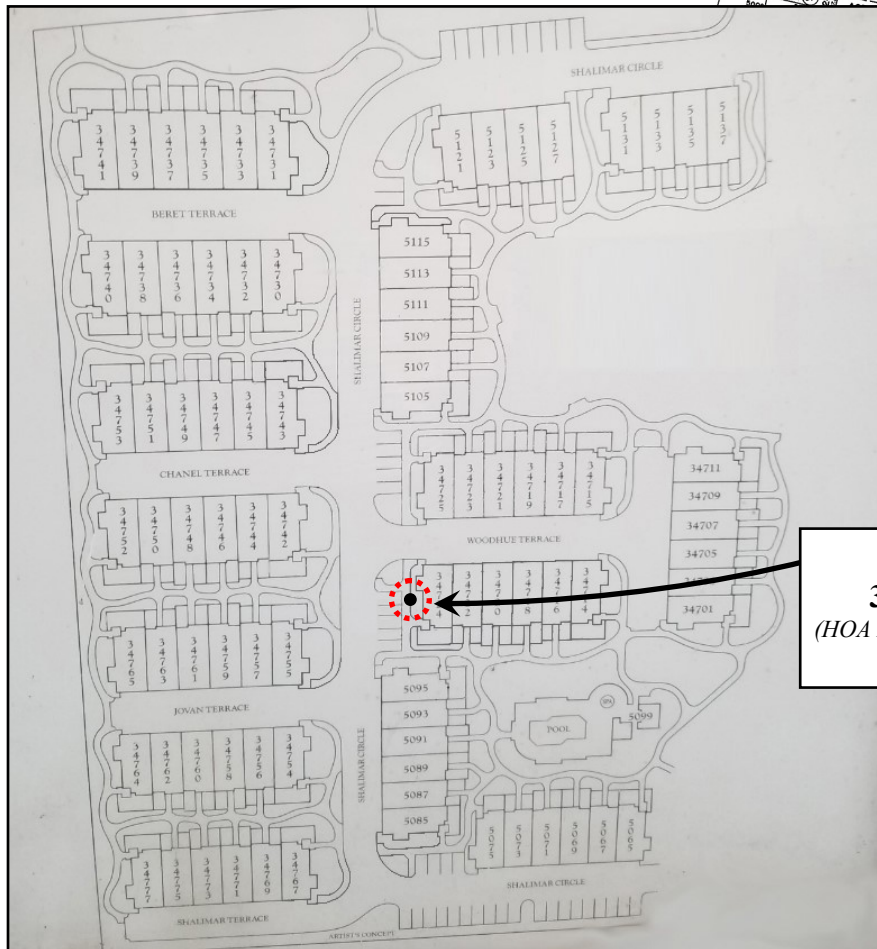 SHALIMAR CIRCLE
34741 34739 34737 34735 34733 34731
5121 5123 5125 5127
5131 5133 5135 5137
BERET TERRACE
34740 34738 34736 34734 34732 34730
SHALIMAR CIRCLE
5115
5113
5111
5109
5107
5105
34753 34751 34749 34747 34745 34743
CHANEL TERRACE
34752 34750 34748 34746 34744 34742
34725 34723 34721 34719 34717 34715
WOODHUE TERRACE
34711
34709
34707
34705
34701
3
(HOA
34765 34763 34761 34759 34757 34755
JOVAN TERRACE
34764 34762 34760 34758 34756 34754
SHALIMAR CIRCLE
5095
5093
5091
5089
5087
5085
SPA
POOL
5099
34777 34775 34773 34771 34769 34767
SHALIMAR TERRACE
5075 5073 5071 5069 5067 5065
SHALIMAR CIRCLE
ARTIST'S CONCEPT